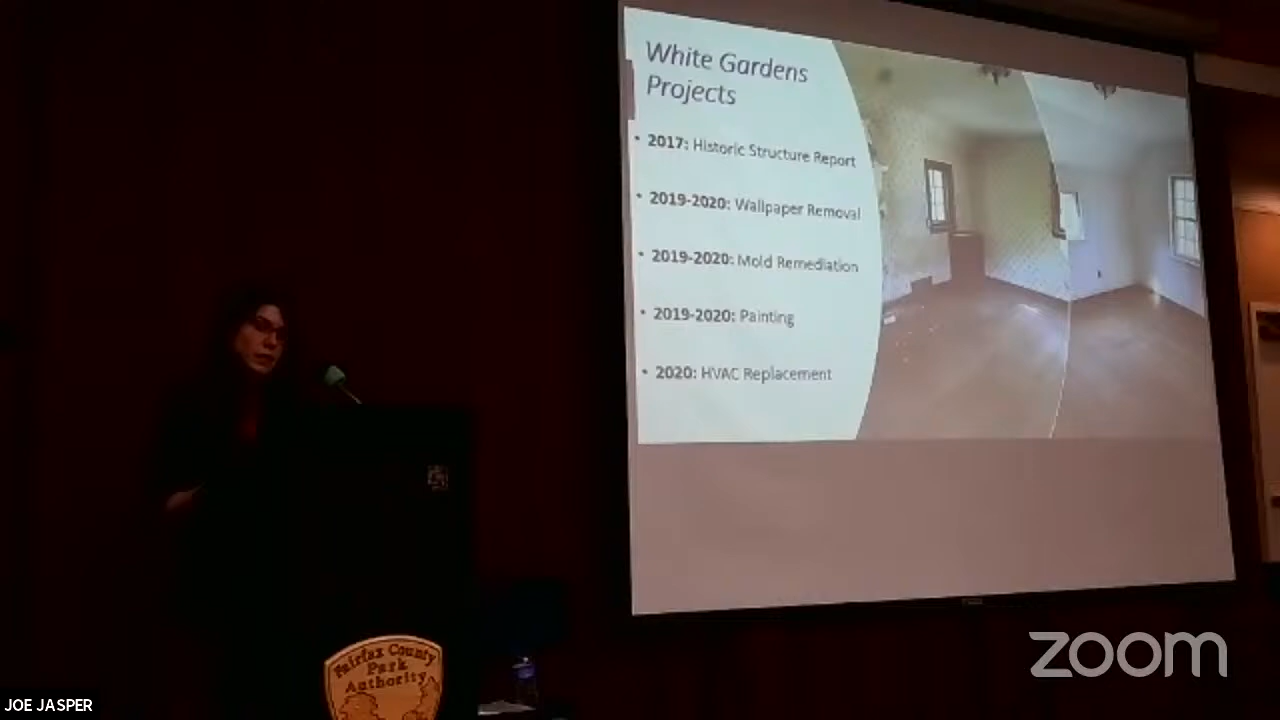 White Gardens
Projects
• 2017: Historic Structure Report
• 2019-2020: Wallpaper Removal
• 2019-2020: Mold Remediation
• 2019-2020: Painting
• 2020: HVAC Replacement
Fairfax County
Park
Authority
zoom
JOE JASPER